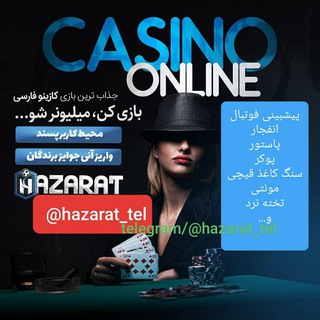 CASINO
ONLINE
جذاب ترین بازی کازینو فارسی
بازی کن، میلیونر شو...
محیط کاربرپسند
واریز آنی جوایز برندگان
HAZARAT
@hazarat_tel
telegram/@hazarat_tel
پیشبینی فوتبال
انفجار
پاستور
پوکر
سنگ کاغذ قیچی
مونتی
تخته نرد
و...